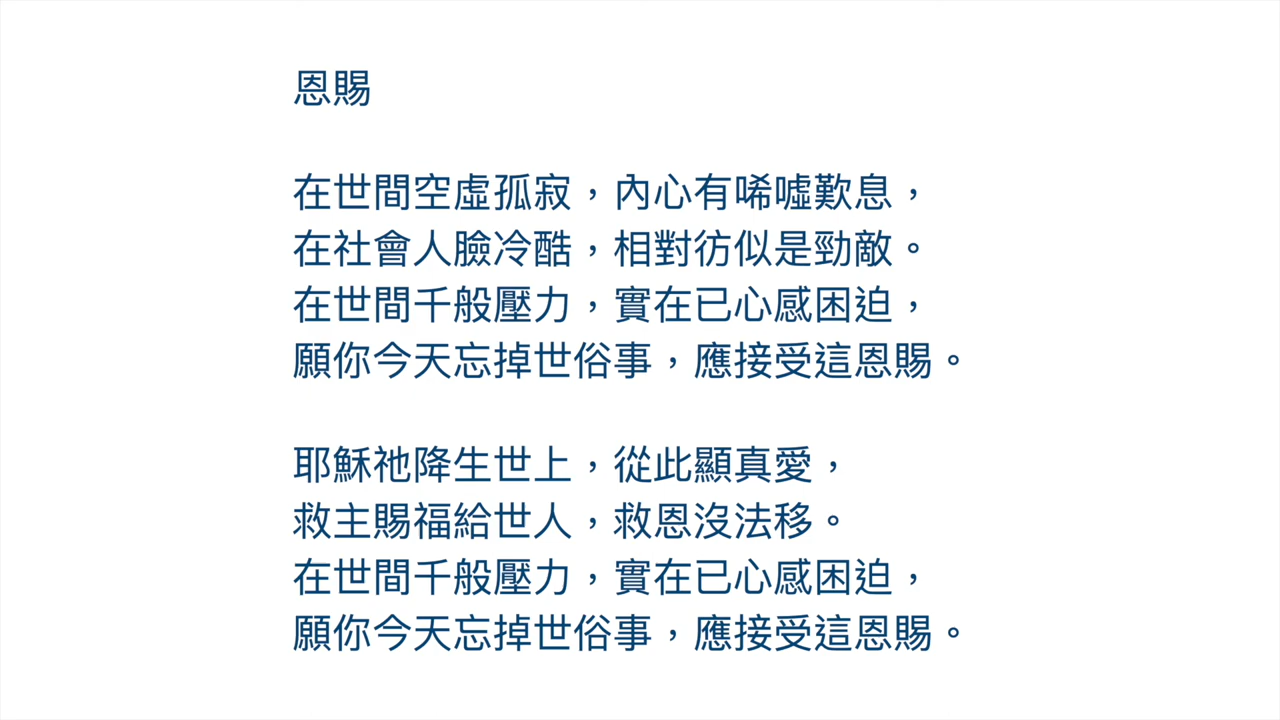 恩賜
在世間空虛孤寂，內心有唏噓歎息，
在社會人臉冷酷，相對彷似是勁敵。
在世間千般壓力，實在已心感困迫，
願你今天忘掉世俗事，應接受這恩賜。
耶穌祂降生世上，從此顯真愛，
救主賜福給世人，救恩沒法移。
在世間千般壓力，實在已心感困迫，
願你今天忘掉世俗事，應接受這恩賜。